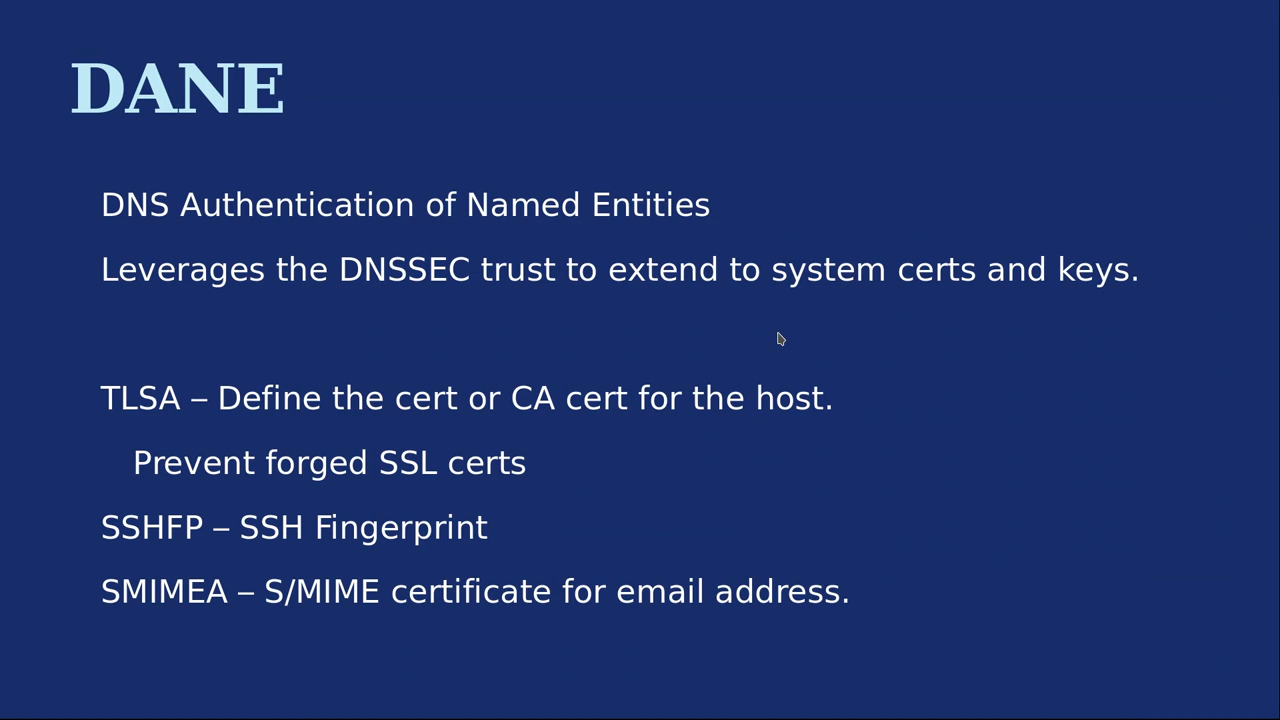 DANE
DNS Authentication of Named Entities
Leverages the DNSSEC trust to extend to system certs and keys.
TLSA – Define the cert or CA cert for the host.
Prevent forged SSL certs
SSHFP – SSH Fingerprint
SMIMEA – S/MIME certificate for email address.